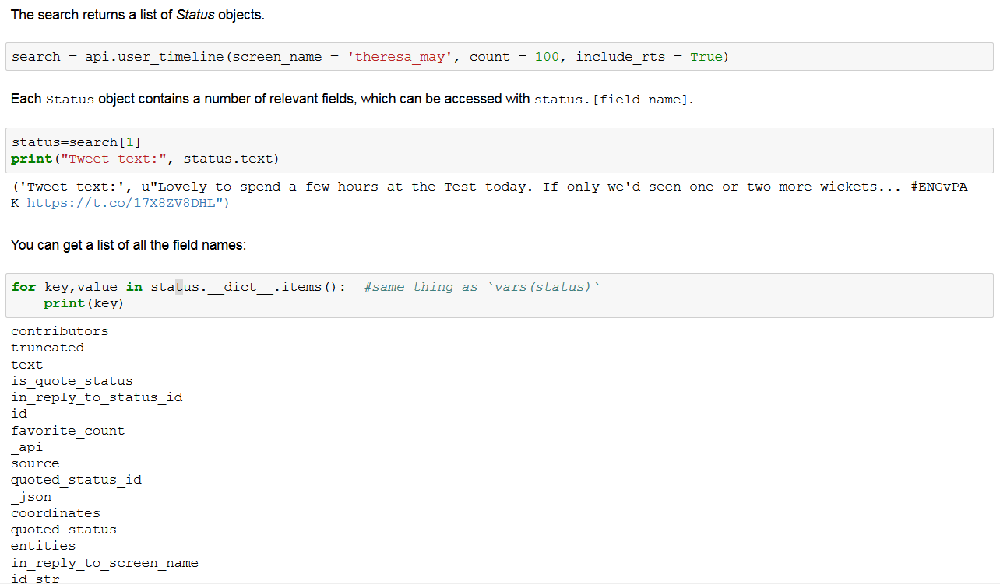 The search returns a list of Status objects.
search = api.user_timeline(screen_name = 'theresa_may', count = 100, include_rts = True)
Each Status object contains a number of relevant fields, which can be accessed with status.[field_name].
status=search[1]
print("Tweet text:", status.text)
('Tweet text:', u"Lovely to spend a few hours at the Test today. If only we'd seen one or two more wickets... #ENGvPA
K https://t.co/17X8ZV8DHL")
You can get a list of all the field names:
for key,value in status.__dict__.items():  #same thing as `vars(status)`
    print(key)
contributors
truncated
text
is_quote_status
in_reply_to_status_id
id
favorite_count
_api
source
quoted_status_id
_json
coordinates
quoted_status
entities
in_reply_to_screen_name
id_str